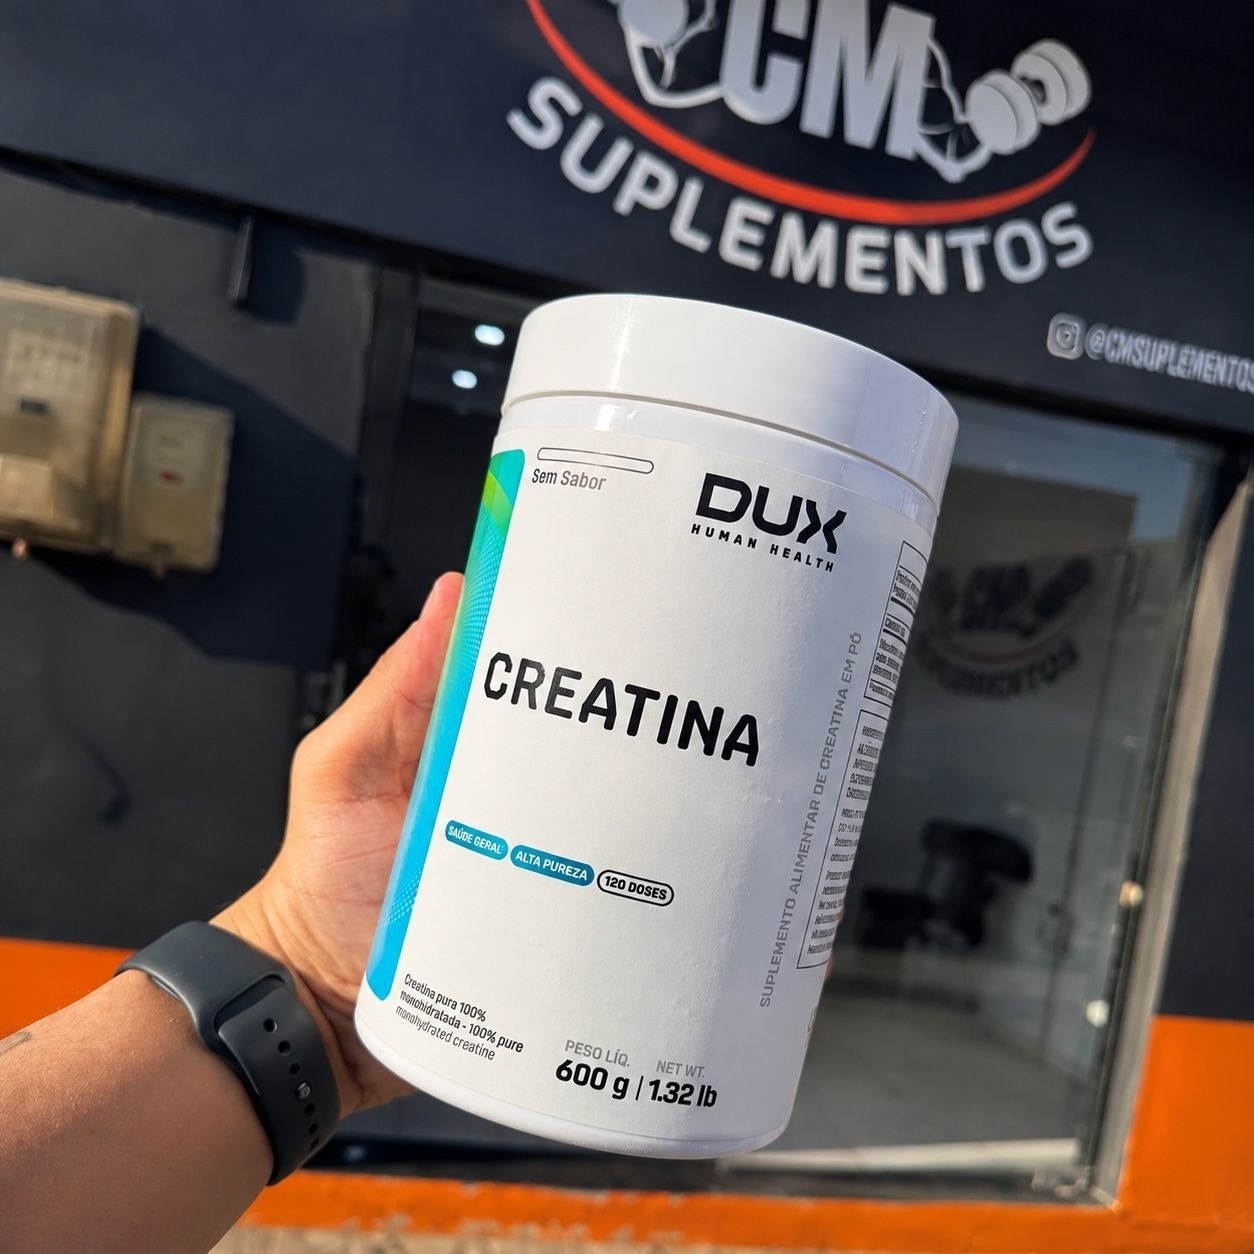 CM
SUPLEMENTOS
@CMSUPLEMENTOS
Sem Sabor
DUX
HUMAN HEALTH
CREATINA
SAÚDE GERAL
ALTA PUREZA
120 DOSES
SUPLEMENTO ALIMENTAR DE CREATINA EM PÓ
Creatina pura 100%
monohidratada - 100% pure
monohydrated creatine
PESO LÍQ. NET WT.
600 g | 1.32 lb